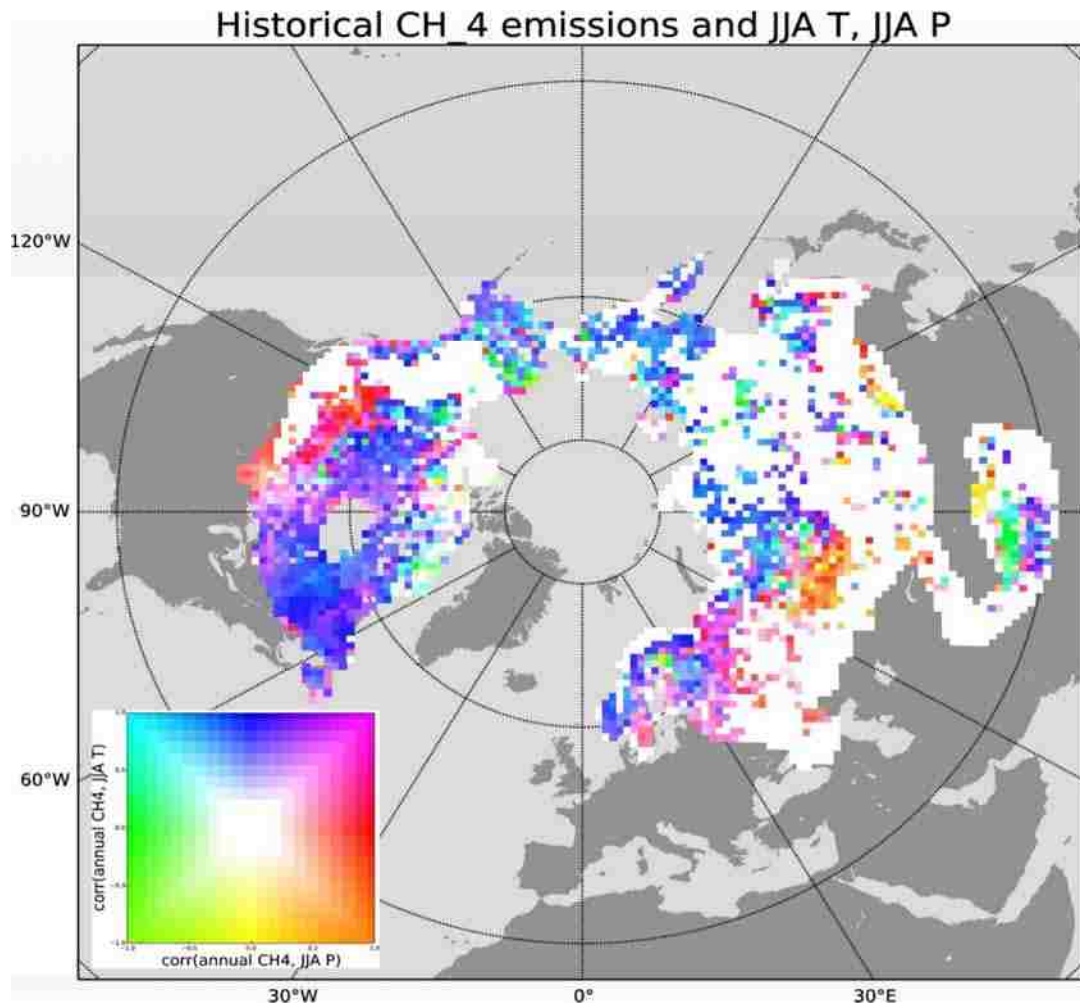 Historical CH_4 emissions and JJA T, JJA P
120°W
90°W
60°W
corr(annual CH4, JJA T)
corr(annual CH4, JJA P)
30°W
0°
30°E